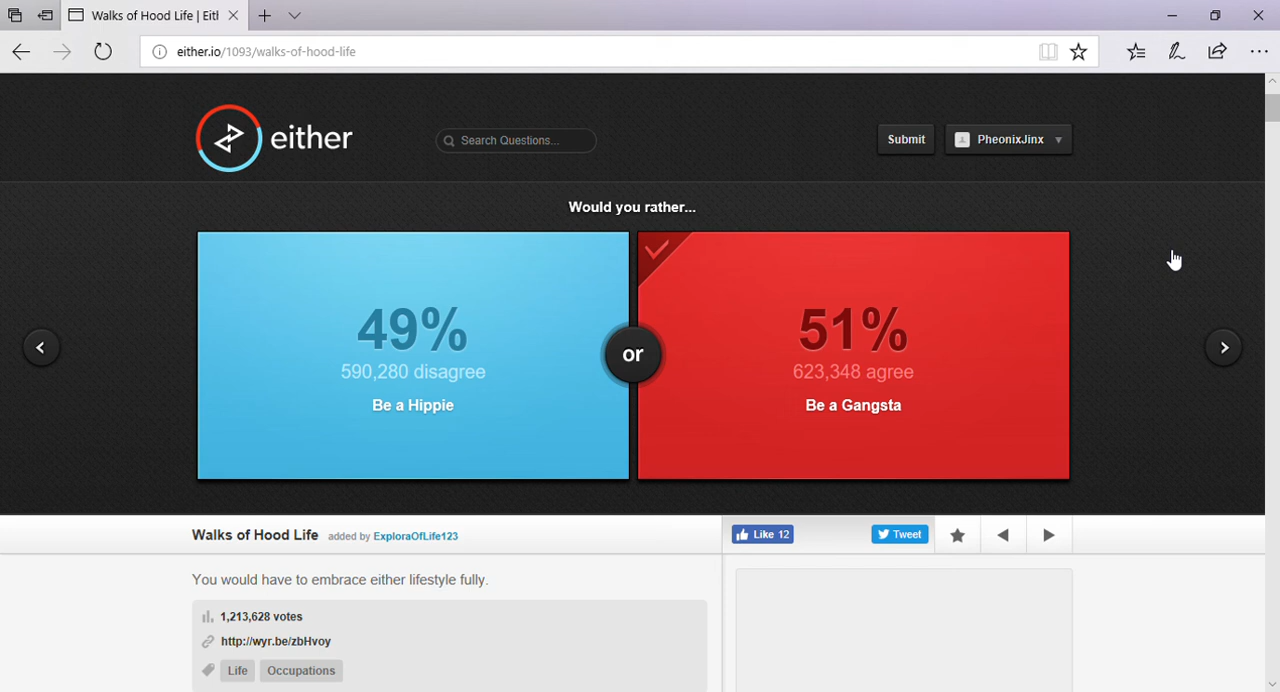 Walks of Hood Life | Eitl
either.io/1093/walks-of-hood-life
either
Search Questions...
Submit
PheonixJinx
Would you rather...
49%
590,280 disagree
Be a Hippie
or
51%
623,348 agree
Be a Gangsta
Walks of Hood Life added by ExploraOfLife123
Like 12
Tweet
You would have to embrace either lifestyle fully.
1,213,628 votes
http://wyr.be/zbHvoy
Life Occupations